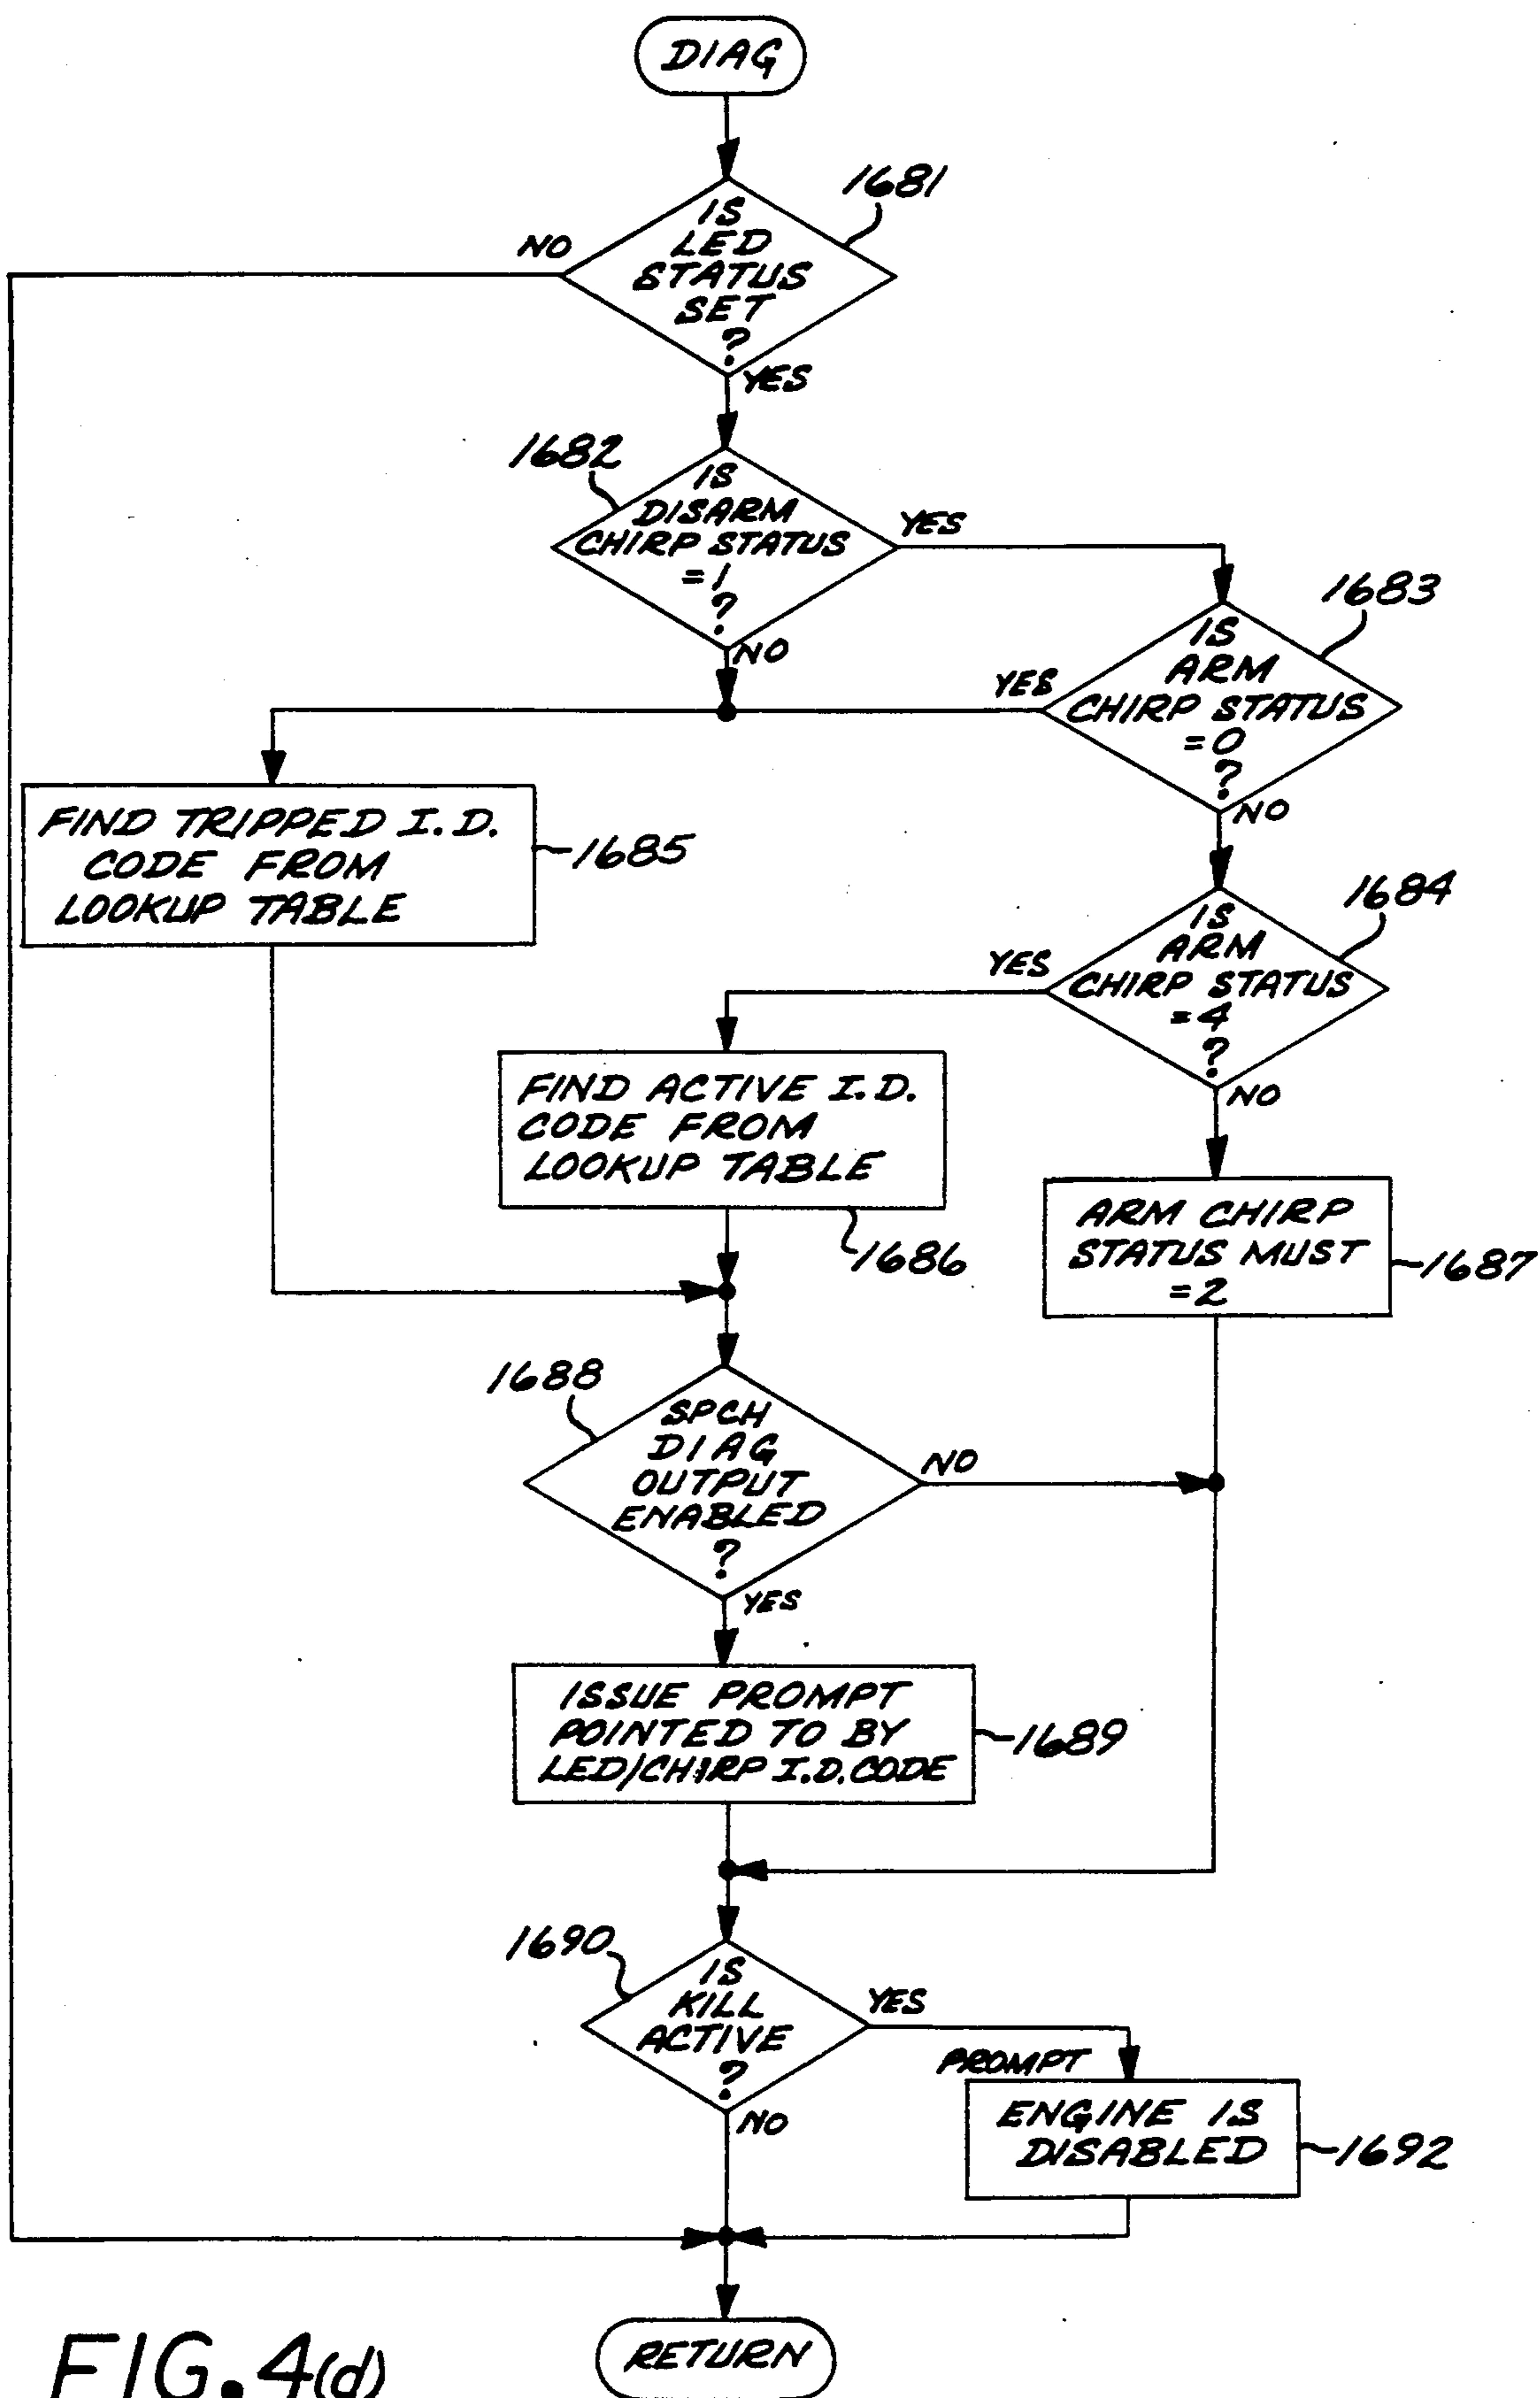 DIAG
1681
IS
LED
STATUS
SET
?
NO
YES
1682
IS
DISARM
CHIRP STATUS
=1
?
YES
NO
1683
IS
ARM
CHIRP STATUS
=0
?
YES
NO
FIND TRIPPED I.D.
CODE FROM
LOOKUP TABLE
1685
1684
IS
ARM
CHIRP STATUS
=4
?
YES
NO
FIND ACTIVE I.D.
CODE FROM
LOOKUP TABLE
1686
ARM CHIRP
STATUS MUST
=2
1687
1688
SPCH
DIAG
OUTPUT
ENABLED
?
NO
YES
ISSUE PROMPT
POINTED TO BY
LED/CHIRP I.D. CODE
1689
1690
IS
KILL
ACTIVE
?
YES
NO
PROMPT
ENGINE IS
DISABLED
1692
RETURN
FIG. 4(d)